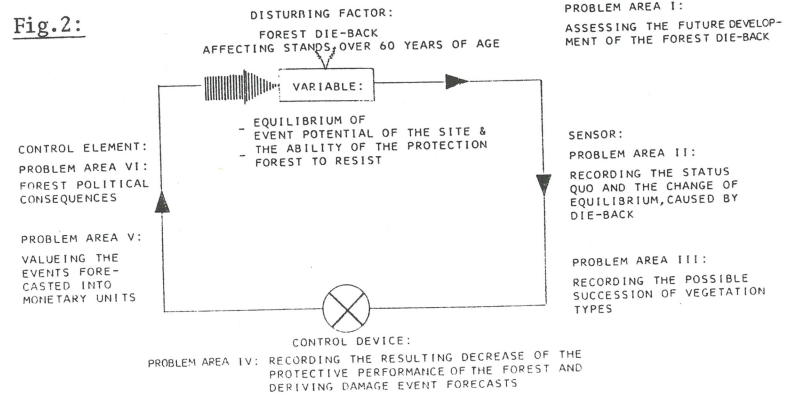 Fig.2:
DISTURBING FACTOR:
FOREST DIE-BACK
AFFECTING STANDS OVER 60 YEARS OF AGE
PROBLEM AREA I:
ASSESSING THE FUTURE DEVELOP-
MENT OF THE FOREST DIE-BACK
VARIABLE:
- EQUILIBRIUM OF
EVENT POTENTIAL OF THE SITE &
THE ABILITY OF THE PROTECTION
- FOREST TO RESIST
SENSOR:
PROBLEM AREA II:
RECORDING THE STATUS
QUO AND THE CHANGE OF
EQUILIBRIUM, CAUSED BY
DIE-BACK
PROBLEM AREA III:
RECORDING THE POSSIBLE
SUCCESSION OF VEGETATION
TYPES
CONTROL ELEMENT:
PROBLEM AREA VI:
FOREST POLITICAL
CONSEQUENCES
PROBLEM AREA V:
VALUEING THE
EVENTS FORE-
CASTED INTO
MONETARY UNITS
CONTROL DEVICE:
PROBLEM AREA IV: RECORDING THE RESULTING DECREASE OF THE
PROTECTIVE PERFORMANCE OF THE FOREST AND
DERIVING DAMAGE EVENT FORECASTS